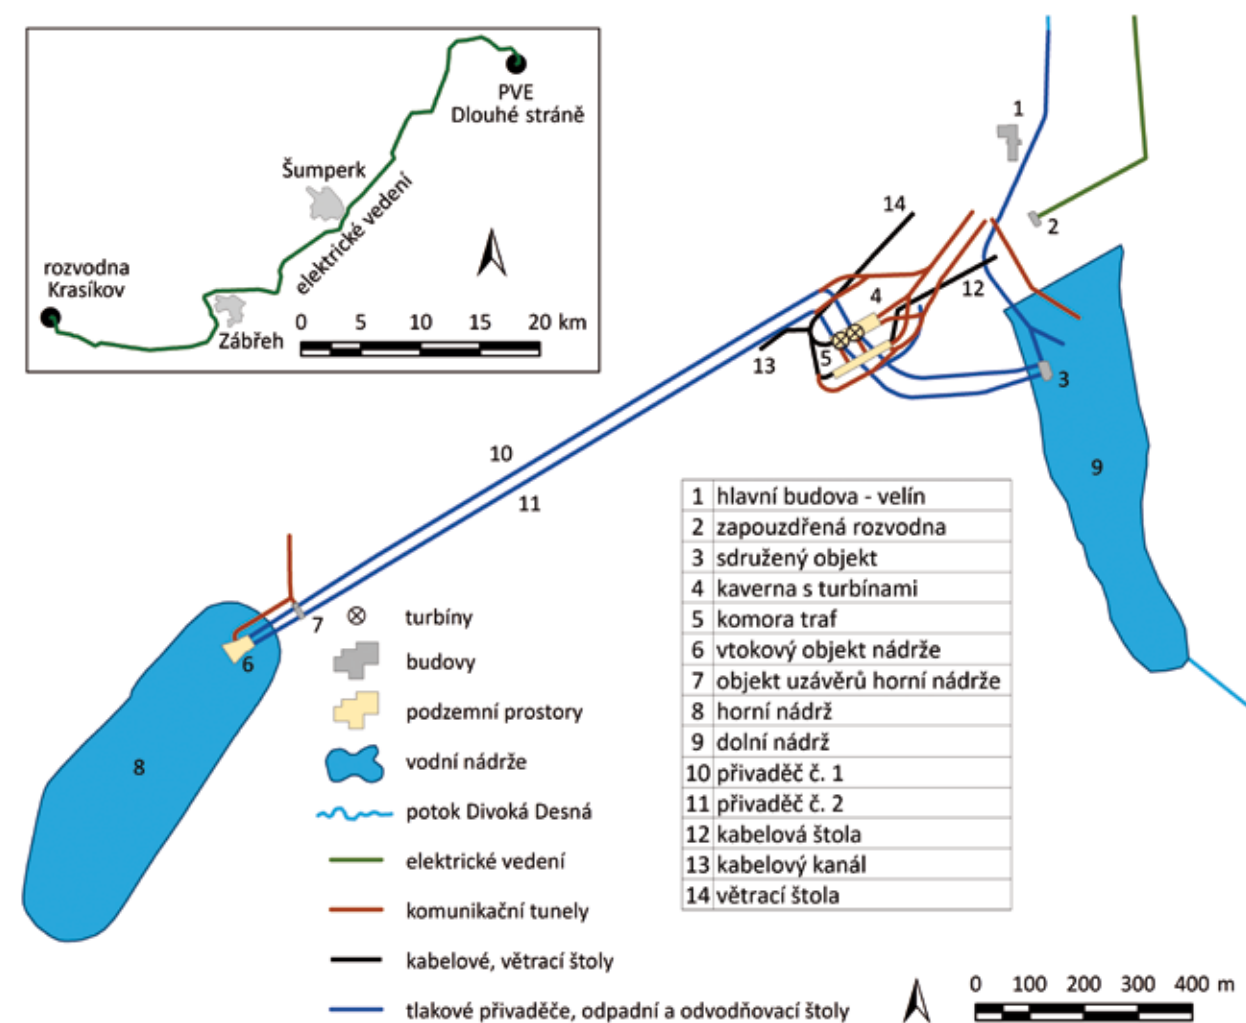 PVE
Dlouhé stráně
Šumperk
elektrické vedení
rozvodna
Krasíkov
Zábřeh
0 5 10 15 20 km
1
2
14
4
12
13
5
3
9
10
11
7
6
8
1 hlavní budova - velín
2 zapouzdřená rozvodna
3 sdružený objekt
4 kaverna s turbínami
5 komora traf
6 vtokový objekt nádrže
7 objekt uzávěrů horní nádrže
8 horní nádrž
9 dolní nádrž
10 přivaděč č. 1
11 přivaděč č. 2
12 kabelová štola
13 kabelový kanál
14 větrací štola
turbíny
budovy
podzemní prostory
vodní nádrže
potok Divoká Desná
elektrické vedení
komunikační tunely
kabelové, větrací štoly
tlakové přivaděče, odpadní a odvodňovací štoly
0 100 200 300 400 m